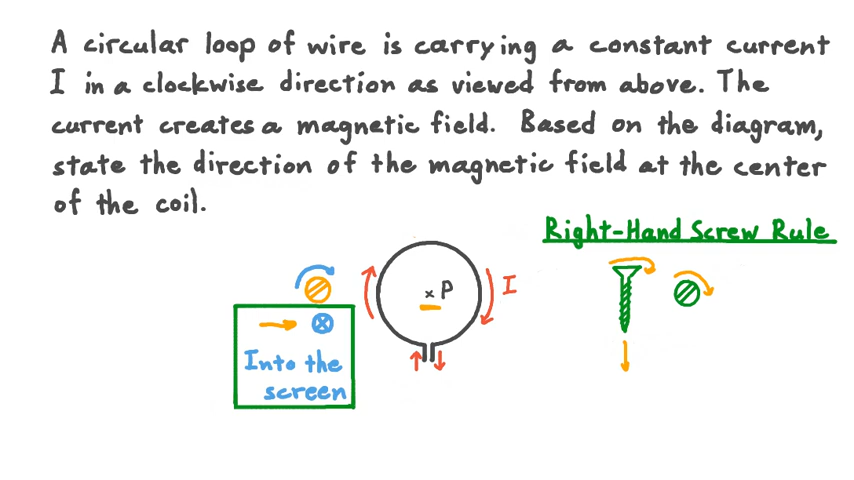 A circular loop of wire is carrying a constant current
I in a clockwise direction as viewed from above. The
current creates a magnetic field. Based on the diagram,
state the direction of the magnetic field at the center
of the coil.
Right-Hand Screw Rule
P
I
Into the
screen